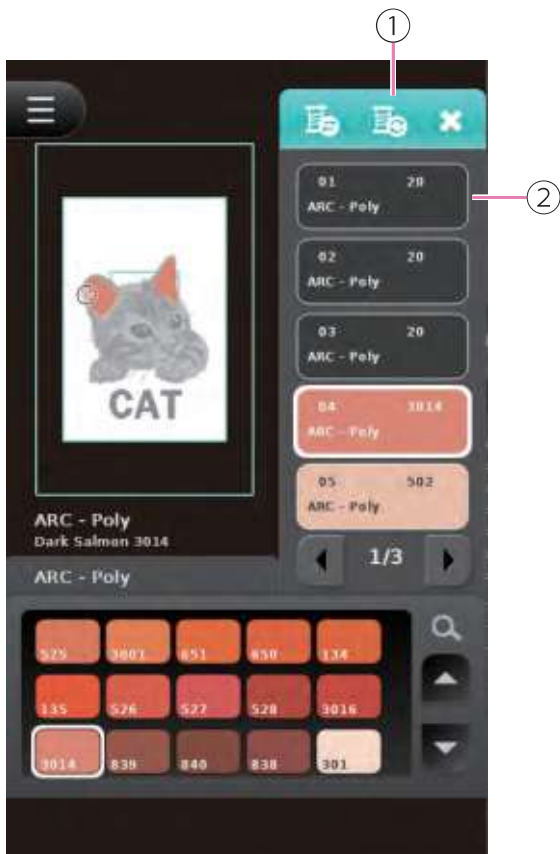 ①
01 20
ARC - Poly
②
02 20
ARC - Poly
03 20
ARC - Poly
04 3014
ARC - Poly
05 502
ARC - Poly
1/3
CAT
ARC - Poly
Dark Salmon 3014
ARC - Poly
525 3001 651 650 134
135 526 527 528 3016
3014 839 840 838 301